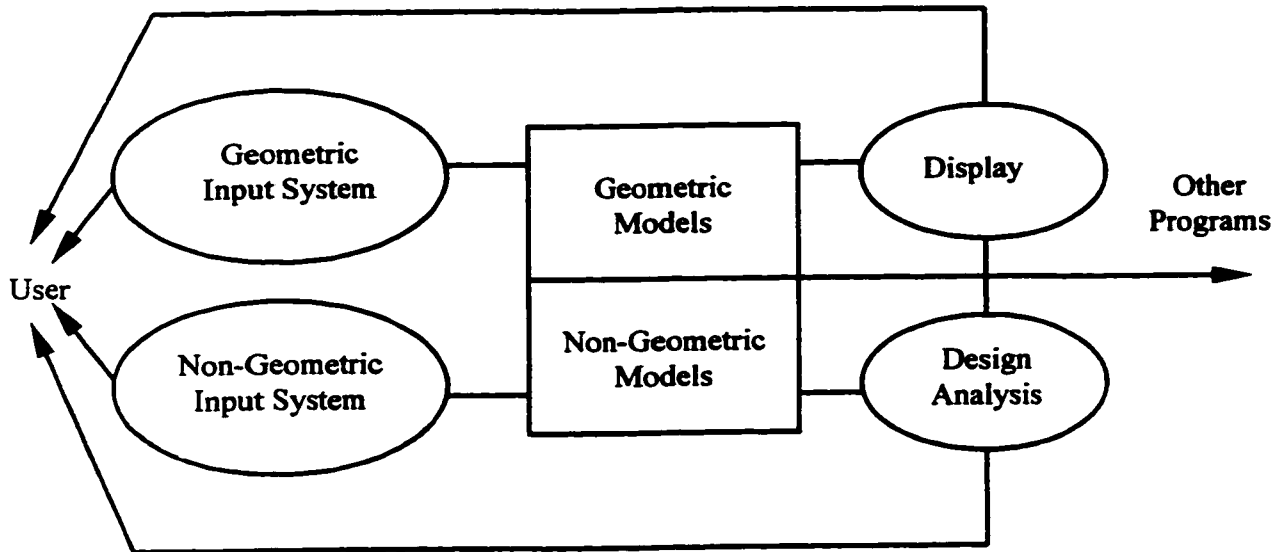 Geometric
Input System
Geometric
Models
Display
Other
Programs
User
Non-Geometric
Input System
Non-Geometric
Models
Design
Analysis